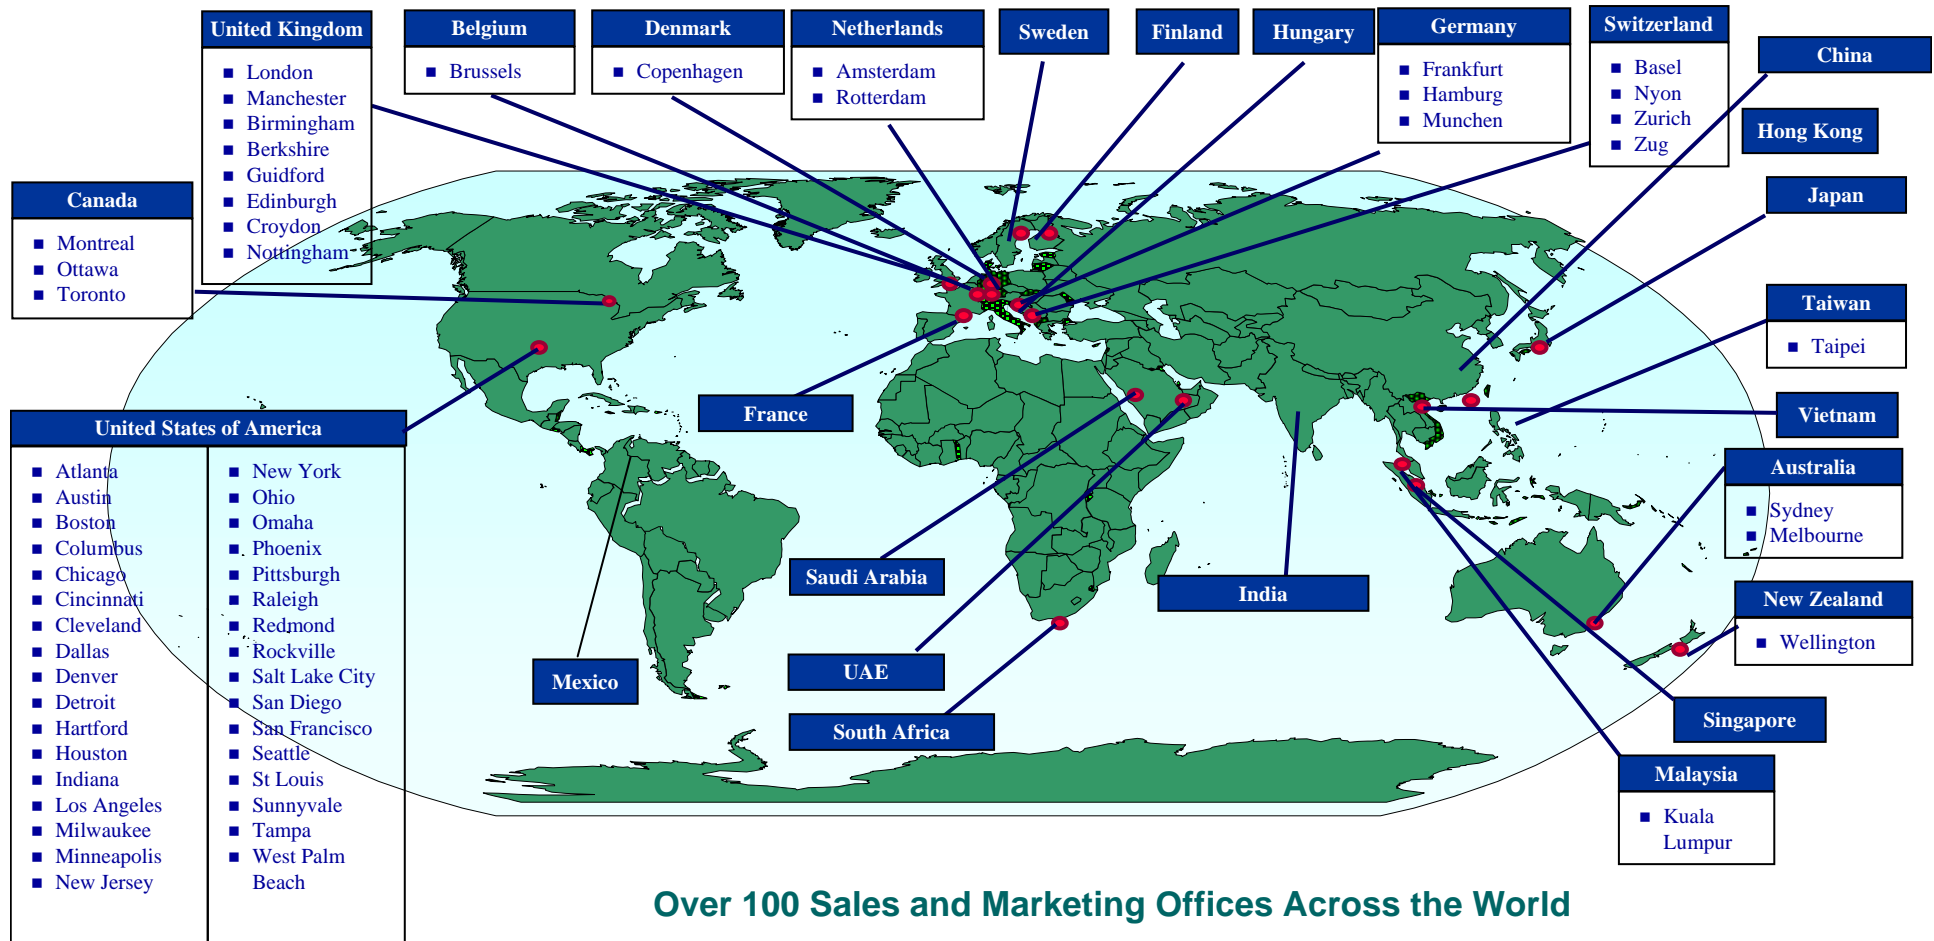 United Kingdom
London
Manchester
Birmingham
Berkshire
Guidford
Edinburgh
Croydon
Nottingham
Belgium
Brussels
Denmark
Copenhagen
Netherlands
Amsterdam
Rotterdam
Sweden
Finland
Hungary
Germany
Frankfurt
Hamburg
Munchen
Switzerland
Basel
Nyon
Zurich
Zug
China
Hong Kong
Japan
Canada
Montreal
Ottawa
Toronto
Taiwan
Taipei
Vietnam
France
United States of America
Atlanta
Austin
Boston
Columbus
Chicago
Cincinnati
Cleveland
Dallas
Denver
Detroit
Hartford
Houston
Indiana
Los Angeles
Milwaukee
Minneapolis
New Jersey
New York
Ohio
Omaha
Phoenix
Pittsburgh
Raleigh
Redmond
Rockville
Salt Lake City
San Diego
San Francisco
Seattle
St Louis
Sunnyvale
Tampa
West Palm
Beach
Australia
Sydney
Melbourne
Saudi Arabia
India
New Zealand
Wellington
Mexico
UAE
South Africa
Singapore
Malaysia
Kuala
Lumpur
Over 100 Sales and Marketing Offices Across the World